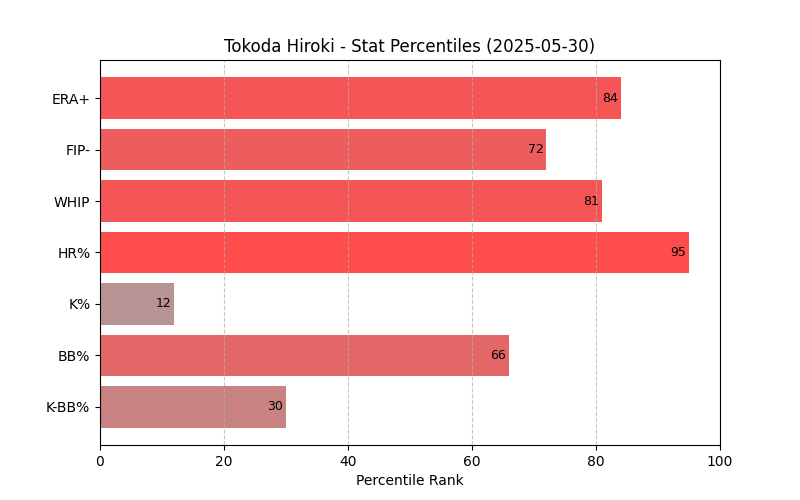 Tokoda Hiroki - Stat Percentiles (2025-05-30)
ERA+ 84
FIP- 72
WHIP 81
HR% 95
K% 12
BB% 66
K-BB% 30
0 20 40 60 80 100
Percentile Rank